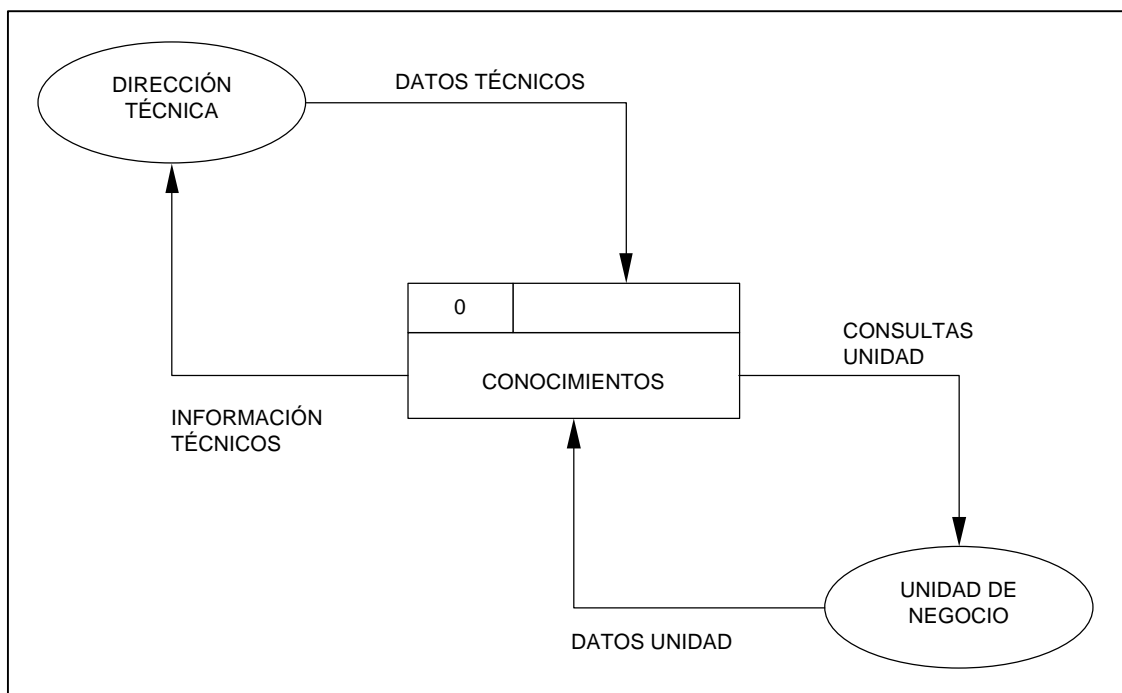 DIRECCIÓN
TÉCNICA
DATOS TÉCNICOS
0
CONOCIMIENTOS
CONSULTAS
UNIDAD
INFORMACIÓN
TÉCNICOS
UNIDAD DE
NEGOCIO
DATOS UNIDAD